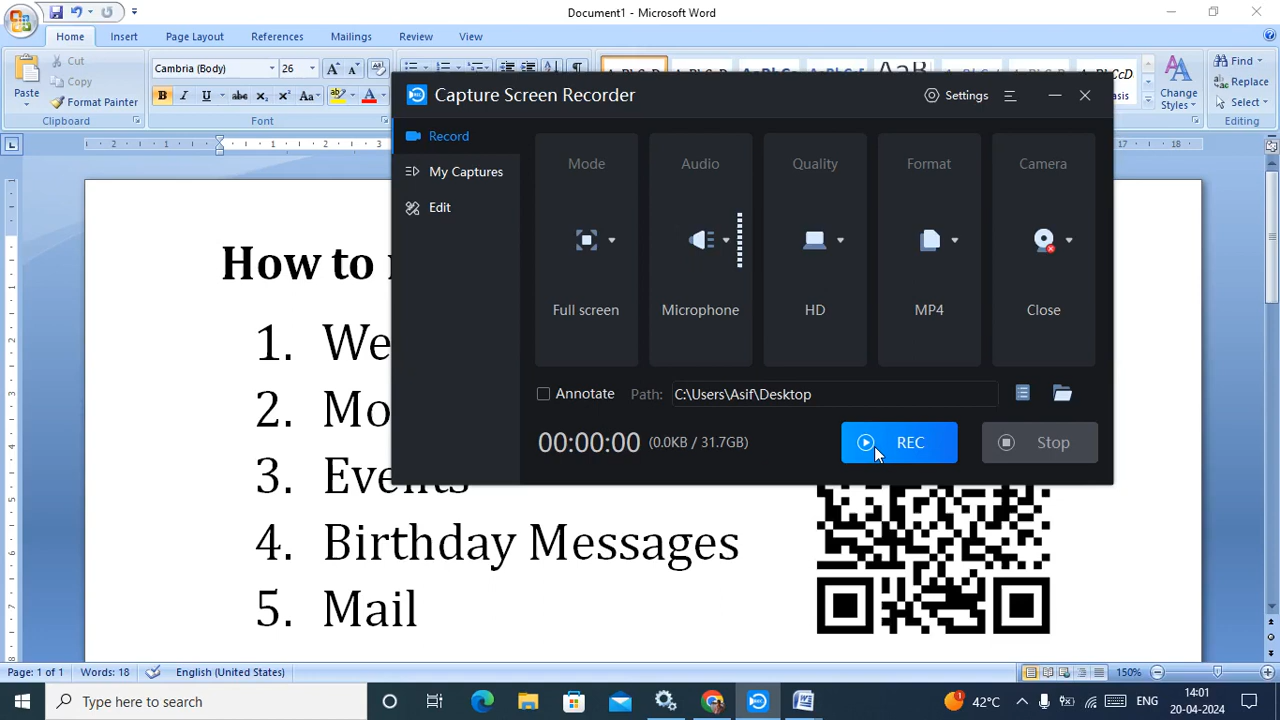 Document1 - Microsoft Word
Home Insert Page Layout References Mailings Review View
Paste
Cut
Copy
Format Painter
Clipboard
Cambria (Body) 26
Font
Change Styles
Find
Replace
Select
Editing
Capture Screen Recorder
Settings
Record
My Captures
Edit
Mode Audio Quality Format Camera
Full screen Microphone HD MP4 Close
Annotate Path: C:\Users\Asif\Desktop
00:00:00 (0.0KB / 31.7GB) REC Stop
How to
1. We
2. Mo
3. Events
4. Birthday Messages
5. Mail
Page: 1 of 1 Words: 18 English (United States) 150%
Type here to search
42°C ENG 14:01
20-04-2024